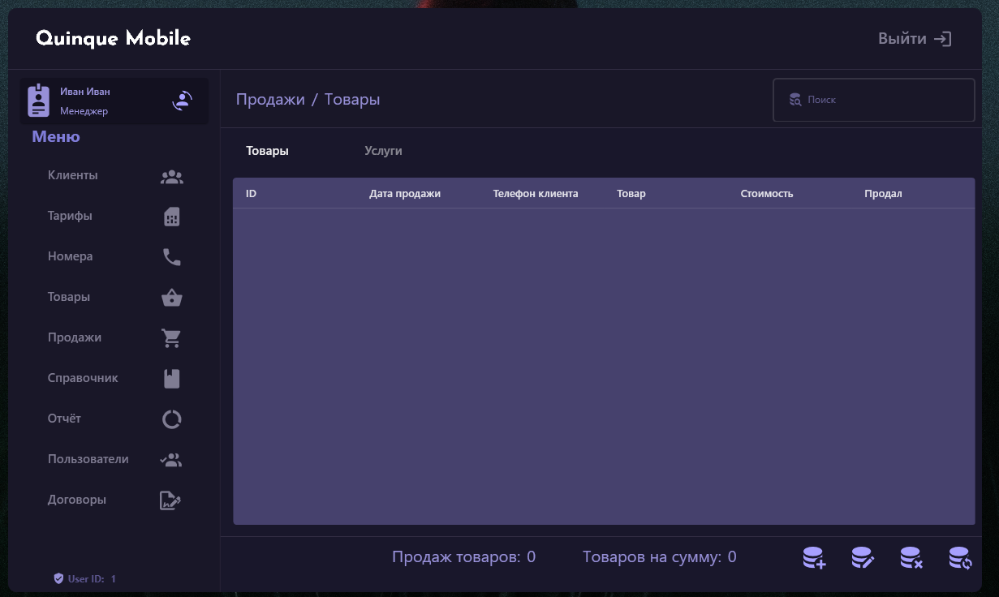 Quinque Mobile
Выйти
Иван Иван
Менеджер
Меню
Клиенты
Тарифы
Номера
Товары
Продажи
Справочник
Отчёт
Пользователи
Договоры
User ID: 1
Продажи / Товары
Поиск
Товары Услуги
ID Дата продажи Телефон клиента Товар Стоимость Продал
Продаж товаров: 0 Товаров на сумму: 0